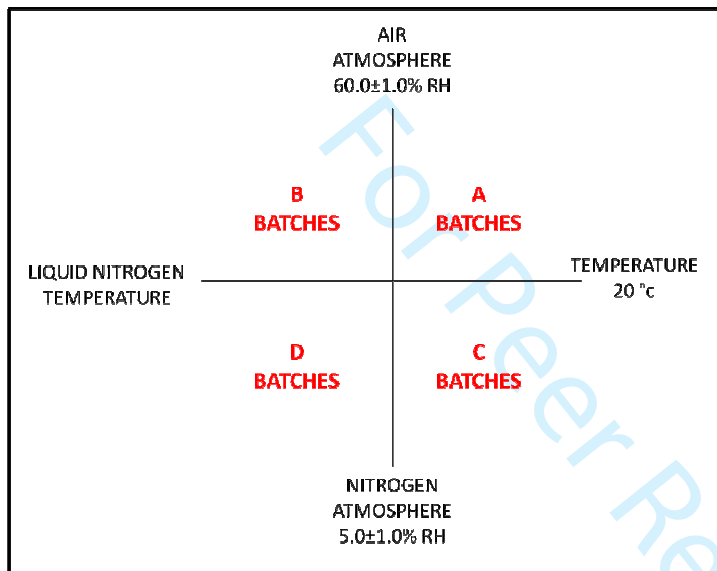 AIR
ATMOSPHERE
60.0±1.0% RH
B
BATCHES
A
BATCHES
LIQUID NITROGEN
TEMPERATURE
TEMPERATURE
20 °c
D
BATCHES
C
BATCHES
NITROGEN
ATMOSPHERE
5.0±1.0% RH
For Peer Re